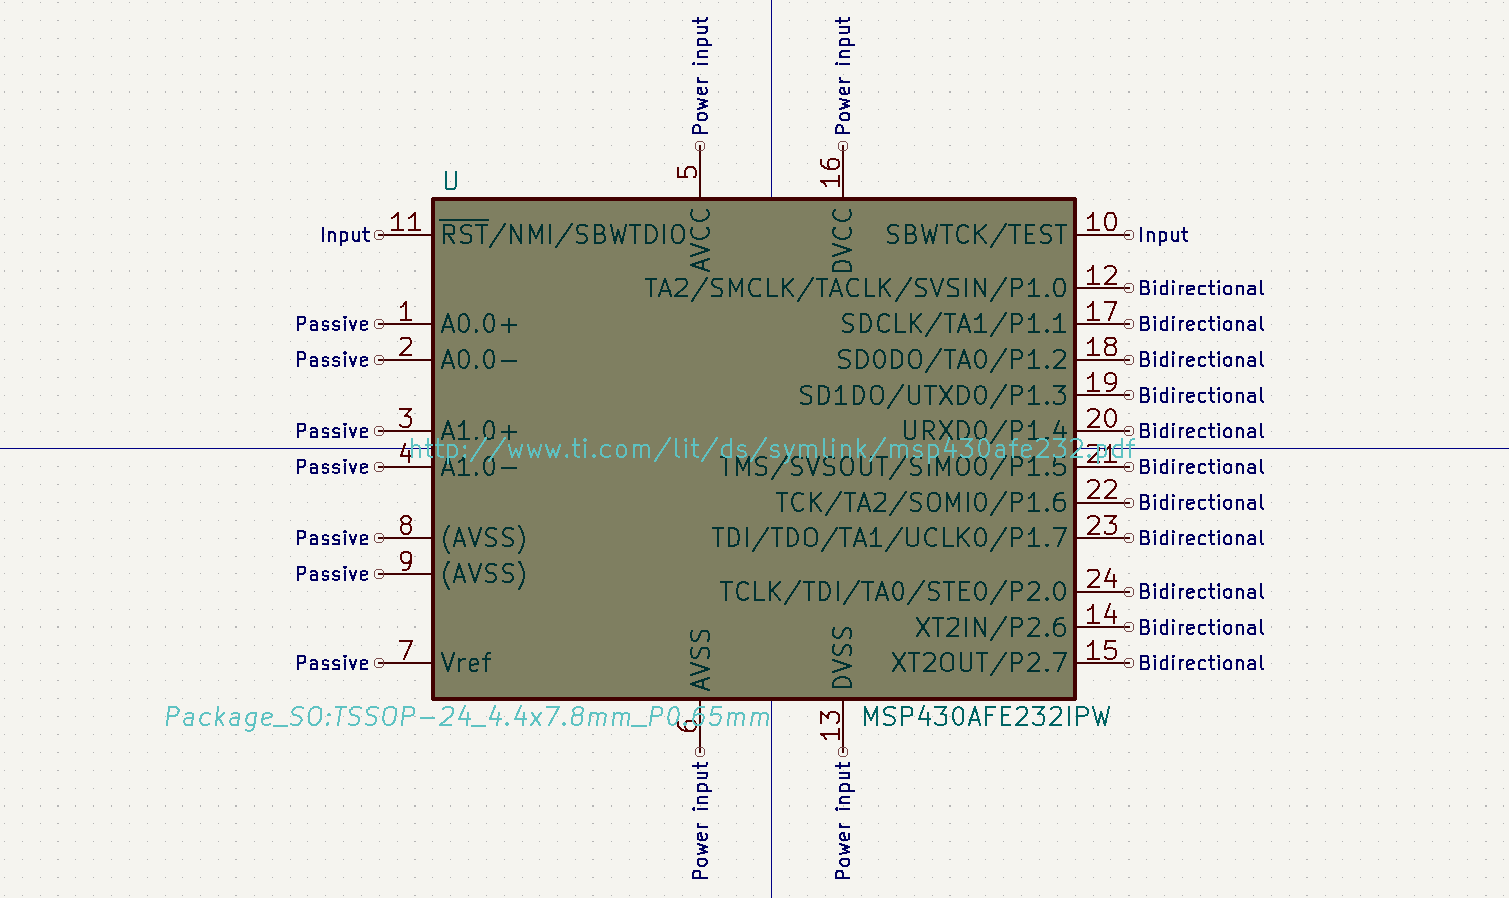 Power input
Power input
5
16
U
11
Input
RST/NMI/SBWTDIO
AVCC
DVCC
SBWTCK/TEST
10
Input
TA2/SMCLK/TACLK/SVSIN/P1.0
12
Bidirectional
Passive
1
A0.0+
SDCLK/TA1/P1.1
17
Bidirectional
Passive
2
A0.0-
SD0DO/TA0/P1.2
18
Bidirectional
SD1DO/UTXD0/P1.3
19
Bidirectional
Passive
3
A1.0+
URXD0/P1.4
20
Bidirectional
http://www.ti.com/lit/ds/symlink/msp430afe232.pdf
Passive
4
A1.0-
TMS/SVSOUT/SiMO0/P1.5
21
Bidirectional
TCK/TA2/SOMI0/P1.6
22
Bidirectional
Passive
8
(AVSS)
TDI/TDO/TA1/UCLK0/P1.7
23
Bidirectional
Passive
9
(AVSS)
TCLK/TDI/TA0/STE0/P2.0
24
Bidirectional
XT2IN/P2.6
14
Bidirectional
Passive
7
Vref
AVSS
DVSS
XT2OUT/P2.7
15
Bidirectional
Package_SO:TSSOP-24_4.4x7.8mm_P0.65mm
6
13
MSP430AFE232IPW
Power input
Power input